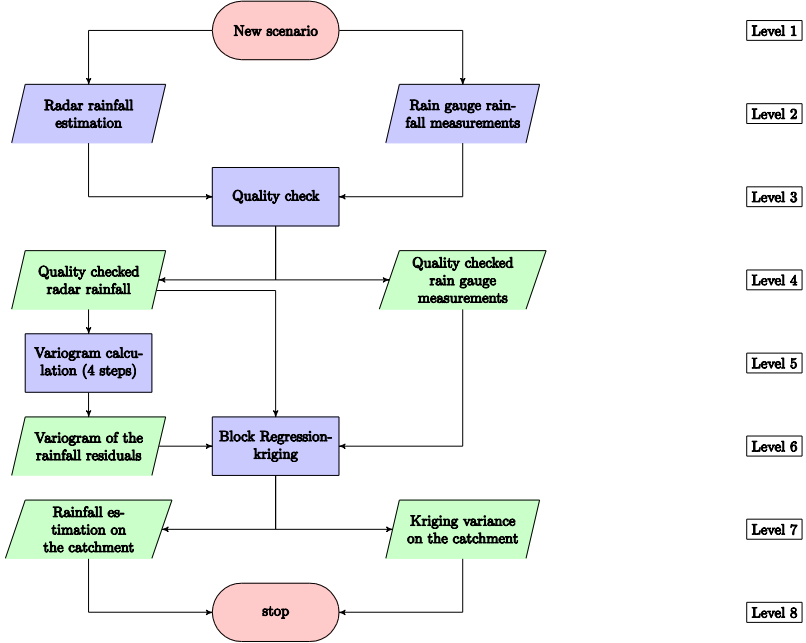 New scenario
Level 1
Radar rainfall
estimation
Rain gauge rain-
fall measurements
Level 2
Quality check
Level 3
Quality checked
radar rainfall
Quality checked
rain gauge
measurements
Level 4
Variogram calcu-
lation (4 steps)
Level 5
Variogram of the
rainfall residuals
Block Regression-
kriging
Level 6
Rainfall es-
timation on
the catchment
Kriging variance
on the catchment
Level 7
stop
Level 8